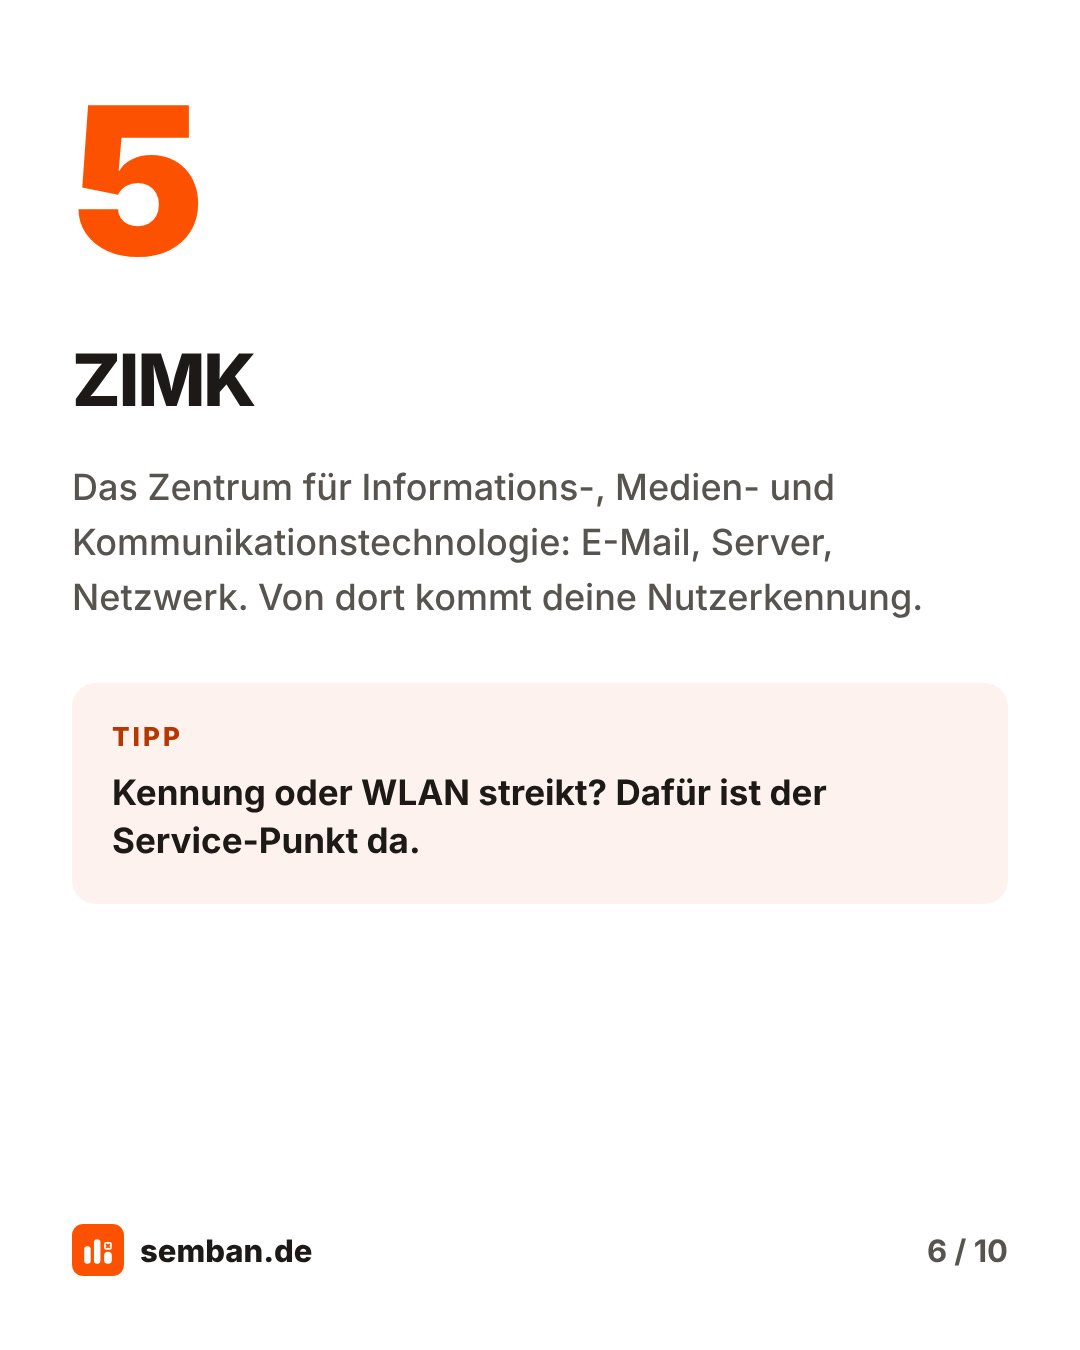 5
ZIMK
Das Zentrum für Informations-, Medien- und
Kommunikationstechnologie: E-Mail, Server,
Netzwerk. Von dort kommt deine Nutzerkennung.
TIPP
Kennung oder WLAN streikt? Dafür ist der
Service-Punkt da.
semban.de
6 / 10